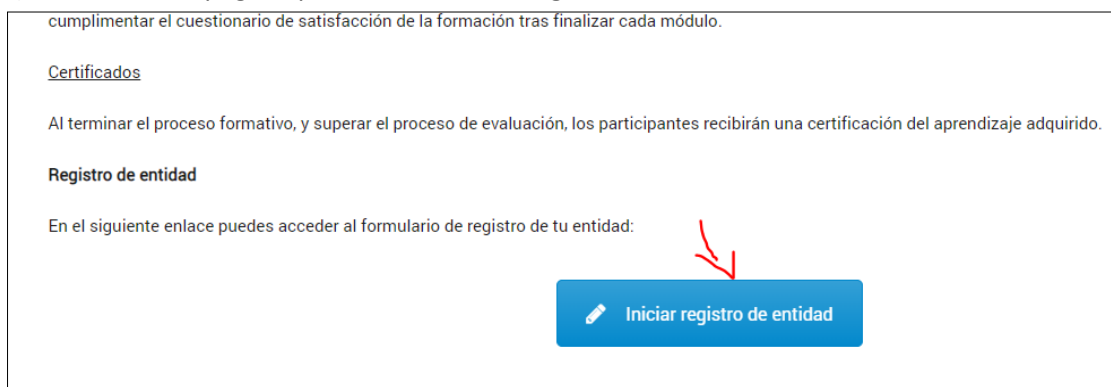 cumplimentar el cuestionario de satisfacción de la formación tras finalizar cada módulo.
Certificados
Al terminar el proceso formativo, y superar el proceso de evaluación, los participantes recibirán una certificación del aprendizaje adquirido.
Registro de entidad
En el siguiente enlace puedes acceder al formulario de registro de tu entidad:
Iniciar registro de entidad